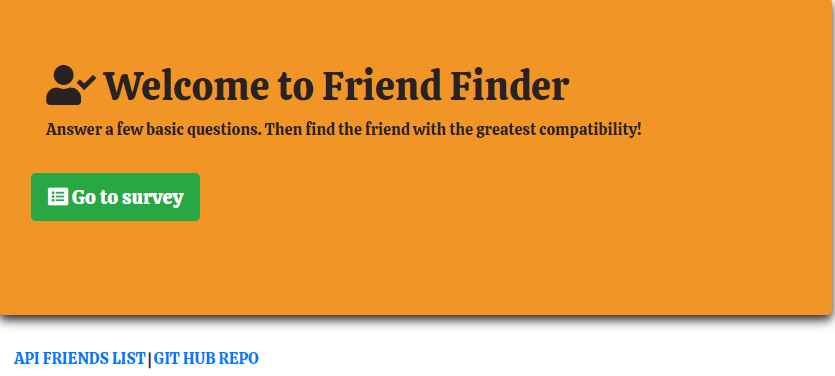 Welcome to Friend Finder
Answer a few basic questions. Then find the friend with the greatest compatibility!
Go to survey
API FRIENDS LIST | GIT HUB REPO